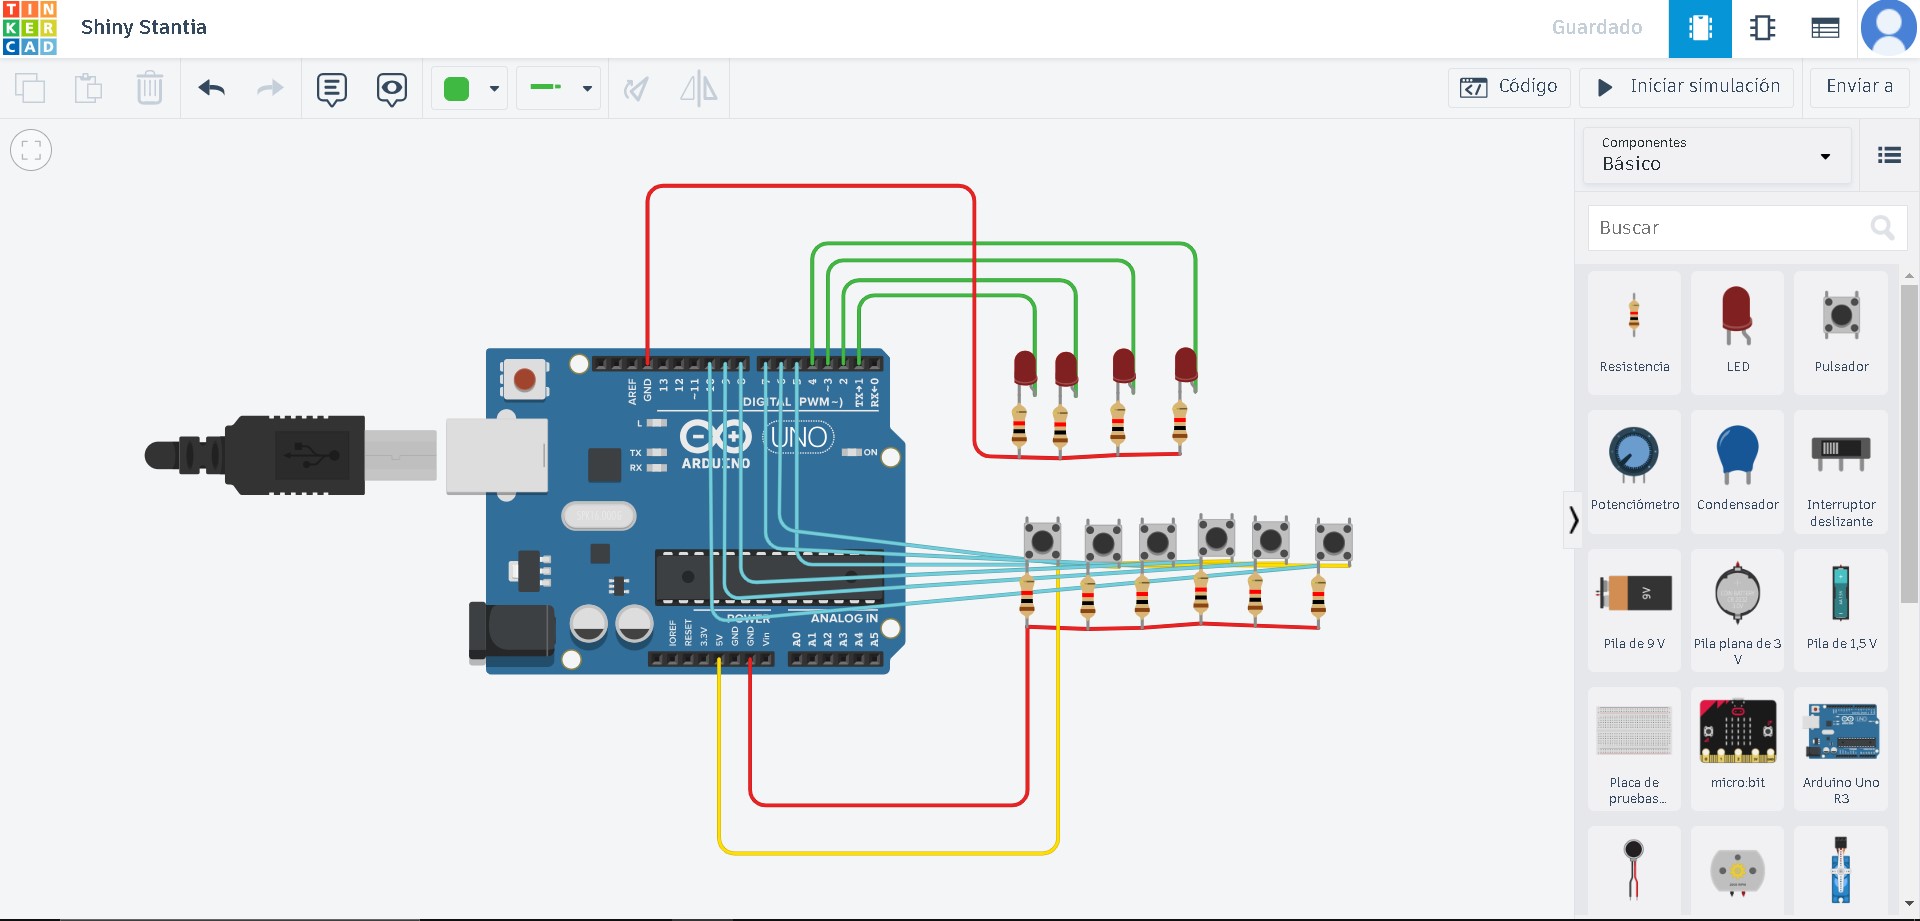 TIN
KER
CAD
Shiny Stantia
Guardado
Código
Iniciar simulación
Enviar a
Componentes
Básico
Buscar
Resistencia
LED
Pulsador
Potenciómetro
Condensador
Interruptor
deslizante
9V
Pila de 9 V
Pila plana de 3
V
Pila de 1,5 V
Placa de
pruebas...
micro:bit
Arduino Uno
R3
AREF
GND
13
12
~11
8
7
4
~3
2
TX→1
RX←0
DIGITAL (PWM~)
L
TX
RX
UNO
ARDUINO
ON
POWER
ANALOG IN
IOREF
RESET
3.3V
5V
GND
GND
Vin
A0
A1
A2
A3
A4
A5